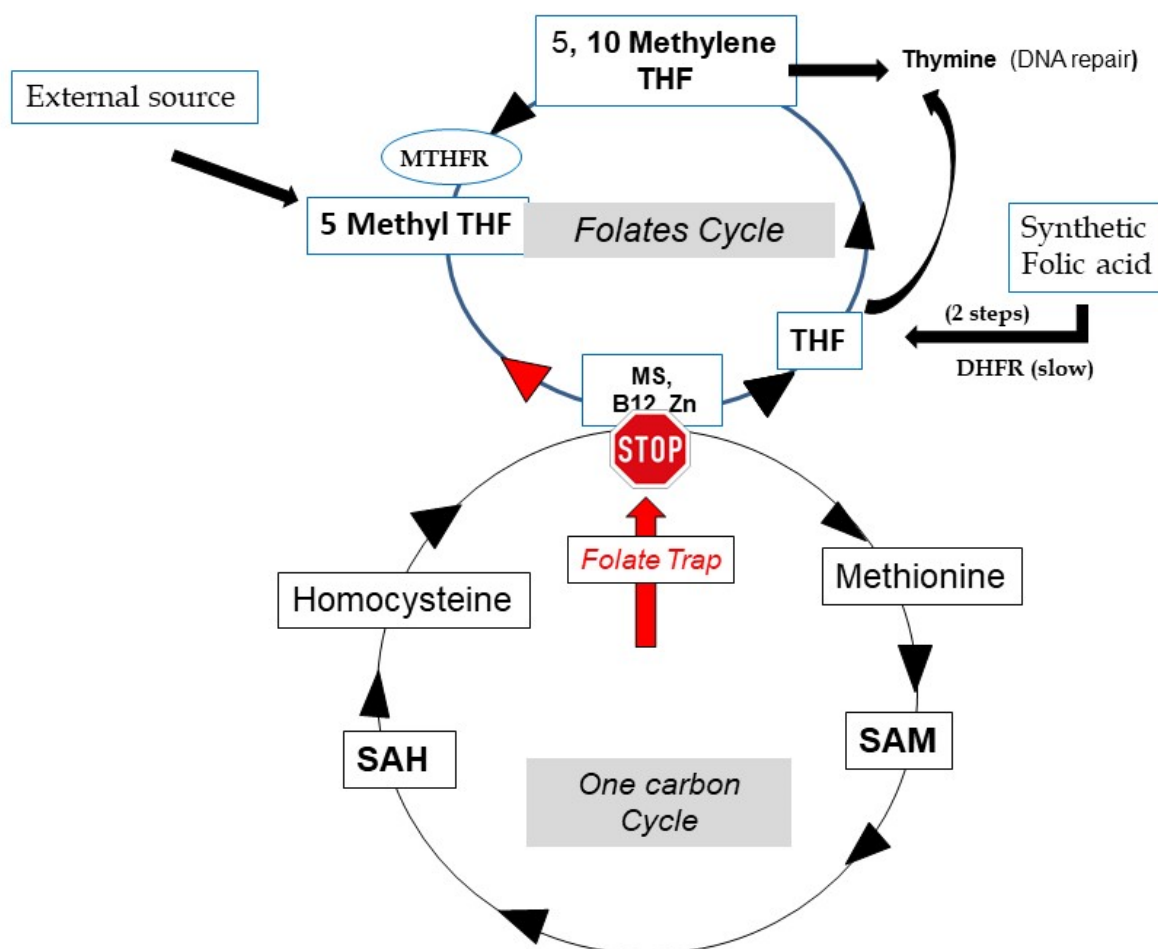 5, 10 Methylene
THF
Thymine (DNA repair)
External source
MTHFR
5 Methyl THF
Folates Cycle
Synthetic
Folic acid
(2 steps)
THF
DHFR (slow)
MS,
B12 Zn
STOP
Folate Trap
Homocysteine
Methionine
SAH
SAM
One carbon
Cycle